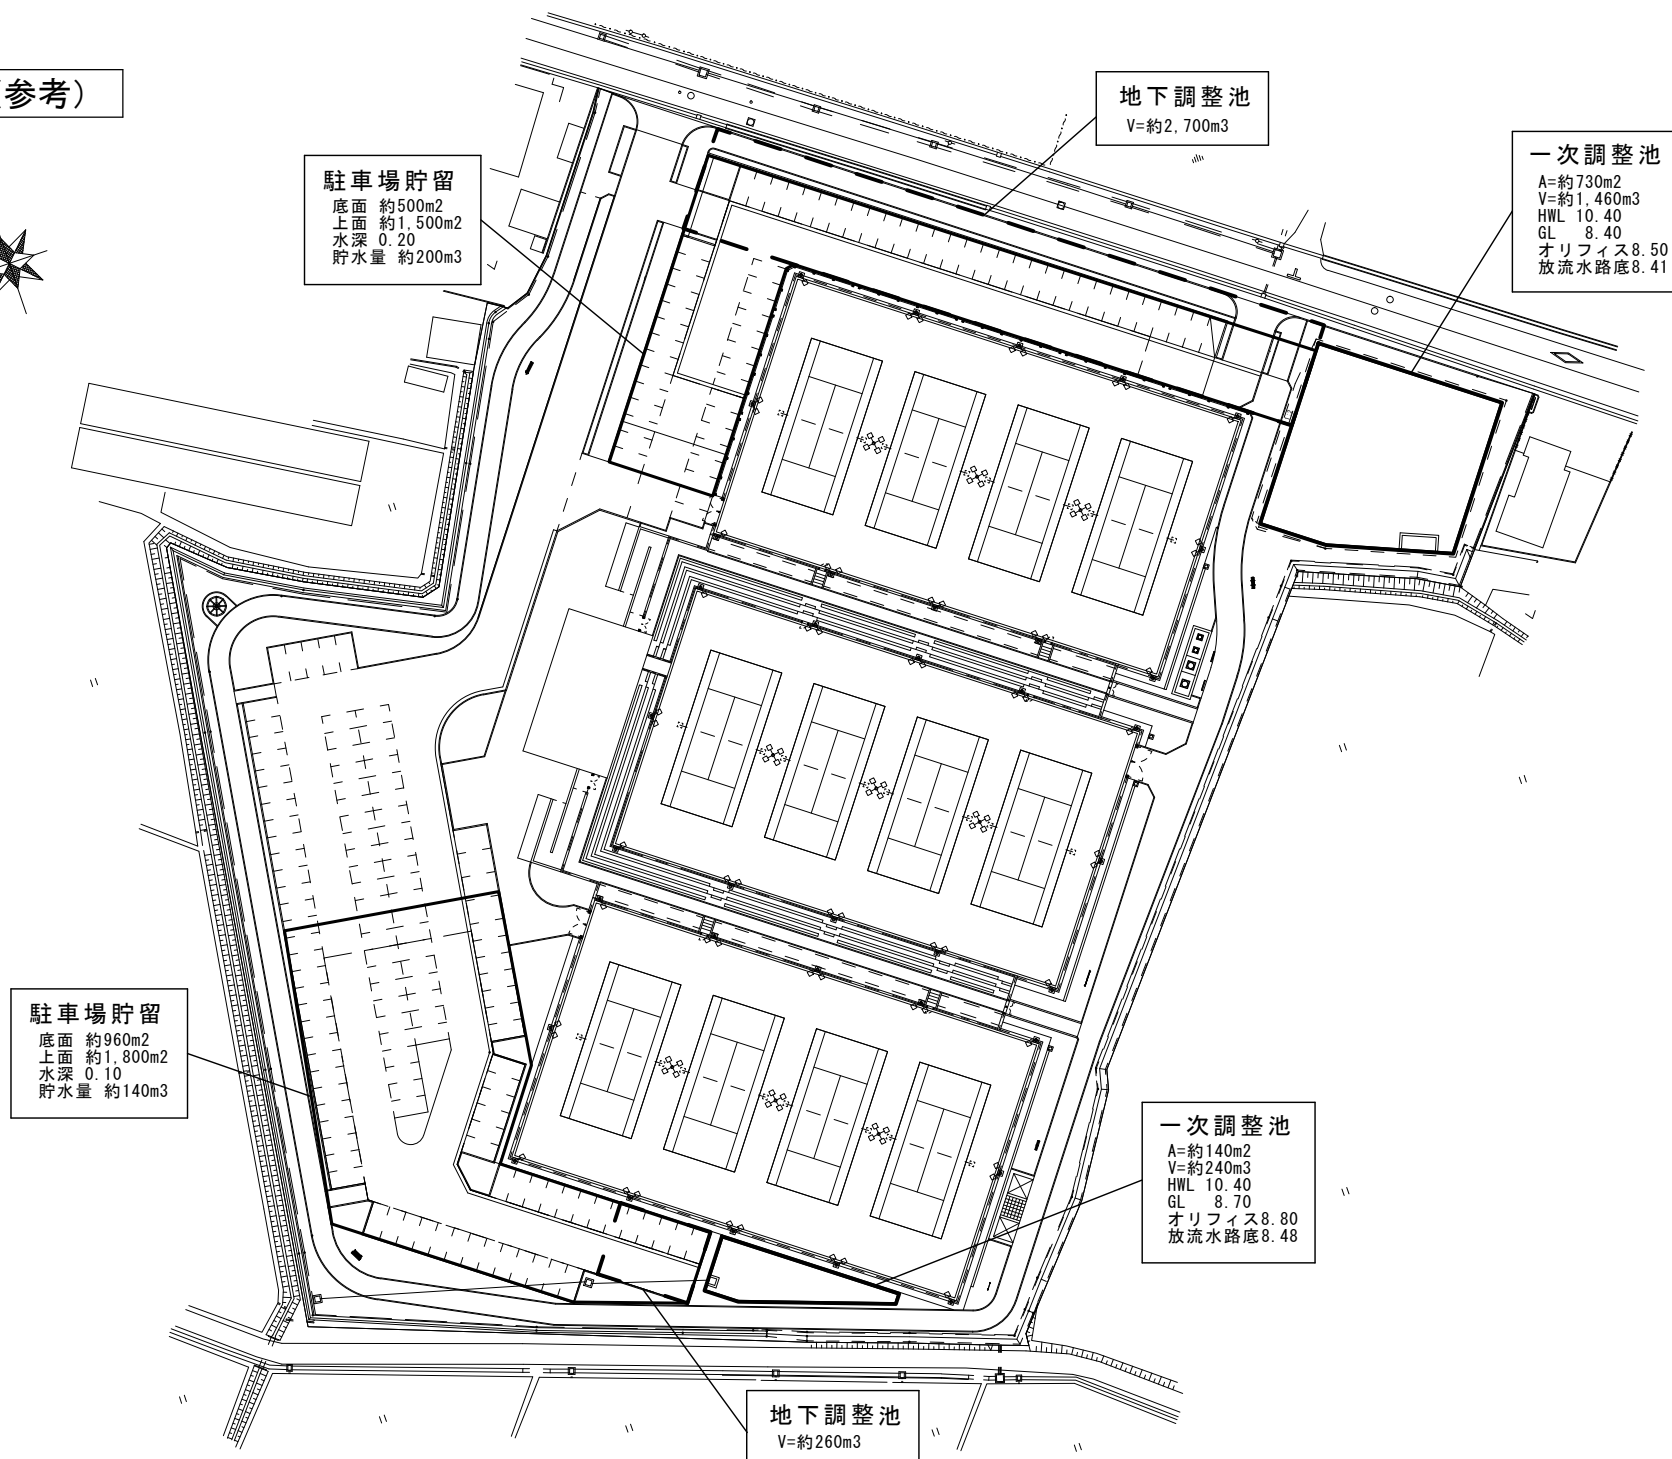 (参考)
地下調整池
V=約2,700m3
一次調整池
A=約730m2
V=約1,460m3
HWL 10.40
GL 8.40
オリフィス8.50
放流水路底8.41
駐車場貯留
底面 約500m2
上面 約1,500m2
水深 0.20
貯水量 約200m3
駐車場貯留
底面 約960m2
上面 約1,800m2
水深 0.10
貯水量 約140m3
一次調整池
A=約140m2
V=約240m3
HWL 10.40
GL 8.70
オリフィス8.80
放流水路底8.48
地下調整池
V=約260m3